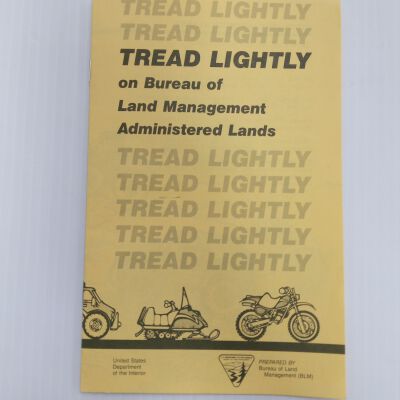 TREAD LIGHTLY
TREAD LIGHTLY
TREAD LIGHTLY
on Bureau of
Land Management
Administered Lands
TREAD LIGHTLY
TREAD LIGHTLY
TREAD LIGHTLY
TREAD LIGHTLY
TREAD LIGHTLY
United States
Department
of the Interior
PREPARED BY
Bureau of Land
Management (BLM)